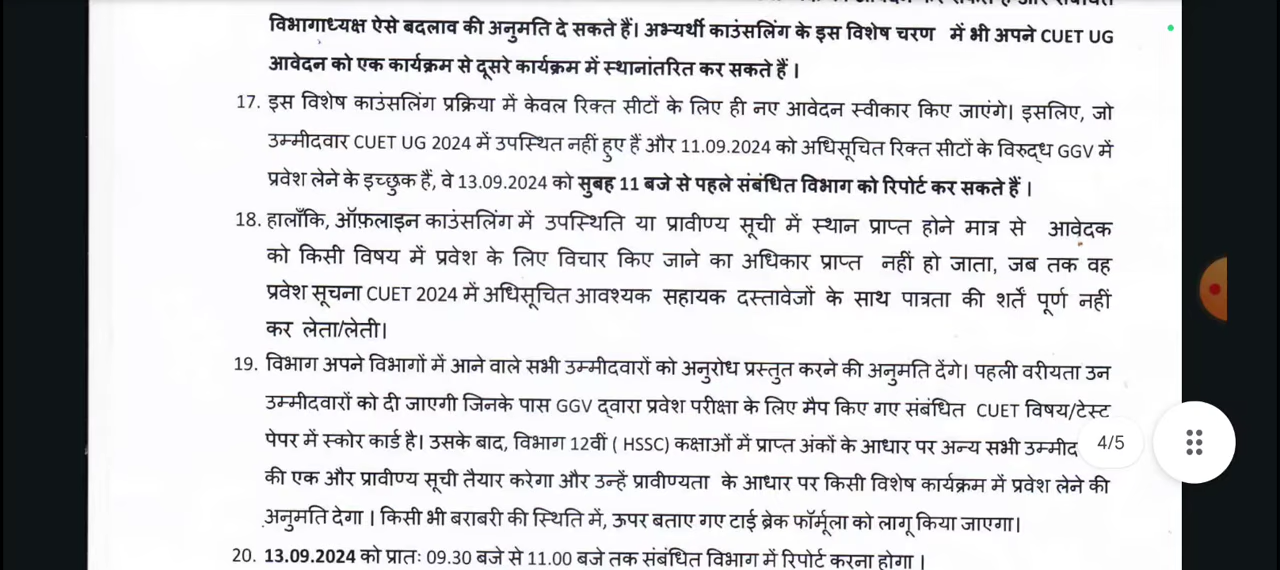 विभागाध्यक्ष ऐसे बदलाव की अनुमति दे सकते हैं। अभ्यर्थी काउंसलिंग के इस विशेष चरण में भी अपने CUET UG
आवेदन को एक कार्यक्रम से दूसरे कार्यक्रम में स्थानांतरित कर सकते हैं ।
17. इस विशेष काउंसलिंग प्रक्रिया में केवल रिक्त सीटों के लिए ही नए आवेदन स्वीकार किए जाएंगे। इसलिए, जो
उम्मीदवार CUET UG 2024 में उपस्थित नहीं हुए हैं और 11.09.2024 को अधिसूचित रिक्त सीटों के विरुद्ध GGV में
प्रवेश लेने के इच्छुक हैं, वे 13.09.2024 को सुबह 11 बजे से पहले संबंधित विभाग को रिपोर्ट कर सकते हैं ।
18. हालाँकि, ऑफ़लाइन काउंसलिंग में उपस्थिति या प्रावीण्य सूची में स्थान प्राप्त होने मात्र से आवेदक
को किसी विषय में प्रवेश के लिए विचार किए जाने का अधिकार प्राप्त नहीं हो जाता, जब तक वह
प्रवेश सूचना CUET 2024 में अधिसूचित आवश्यक सहायक दस्तावेजों के साथ पात्रता की शर्तें पूर्ण नहीं
कर लेता/लेती।
19. विभाग अपने विभागों में आने वाले सभी उम्मीदवारों को अनुरोध प्रस्तुत करने की अनुमति देंगे। पहली वरीयता उन
उम्मीदवारों को दी जाएगी जिनके पास GGV द्वारा प्रवेश परीक्षा के लिए मैप किए गए संबंधित CUET विषय/टेस्ट
पेपर में स्कोर कार्ड है। उसके बाद, विभाग 12वीं ( HSSC) कक्षाओं में प्राप्त अंकों के आधार पर अन्य सभी उम्मीद
4/5
की एक और प्रावीण्य सूची तैयार करेगा और उन्हें प्रावीण्यता के आधार पर किसी विशेष कार्यक्रम में प्रवेश लेने की
अनुमति देगा । किसी भी बराबरी की स्थिति में, ऊपर बताए गए टाई ब्रेक फॉर्मूला को लागू किया जाएगा।
20. 13.09.2024 को प्रातः 09.30 बजे से 11.00 बजे तक संबंधित विभाग में रिपोर्ट करना होगा ।